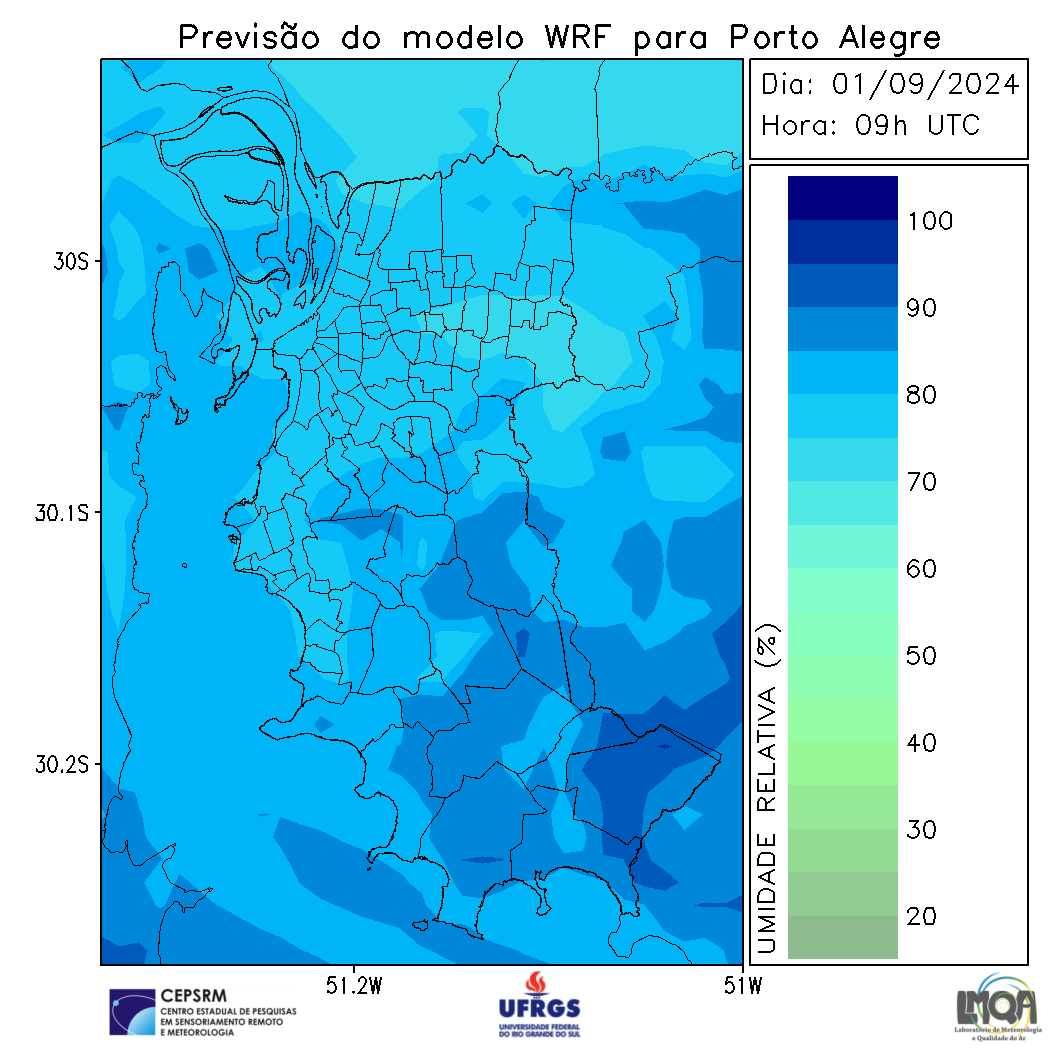 Previsão do modelo WRF para Porto Alegre
Dia: 01/09/2024
Hora: 09h UTC
30S
30.1S
30.2S
51.2W
51W
100
90
80
70
60
50
40
30
20
UMIDADE RELATIVA (%)
CEPSRM
CENTRO ESTADUAL DE PESQUISAS
EM SENSORIAMENTO REMOTO
E METEOROLOGIA
UFRGS
UNIVERSIDADE FEDERAL
DO RIO GRANDE DO SUL
LMQA
Laboratório de Meteorologia
e Qualidade do Ar